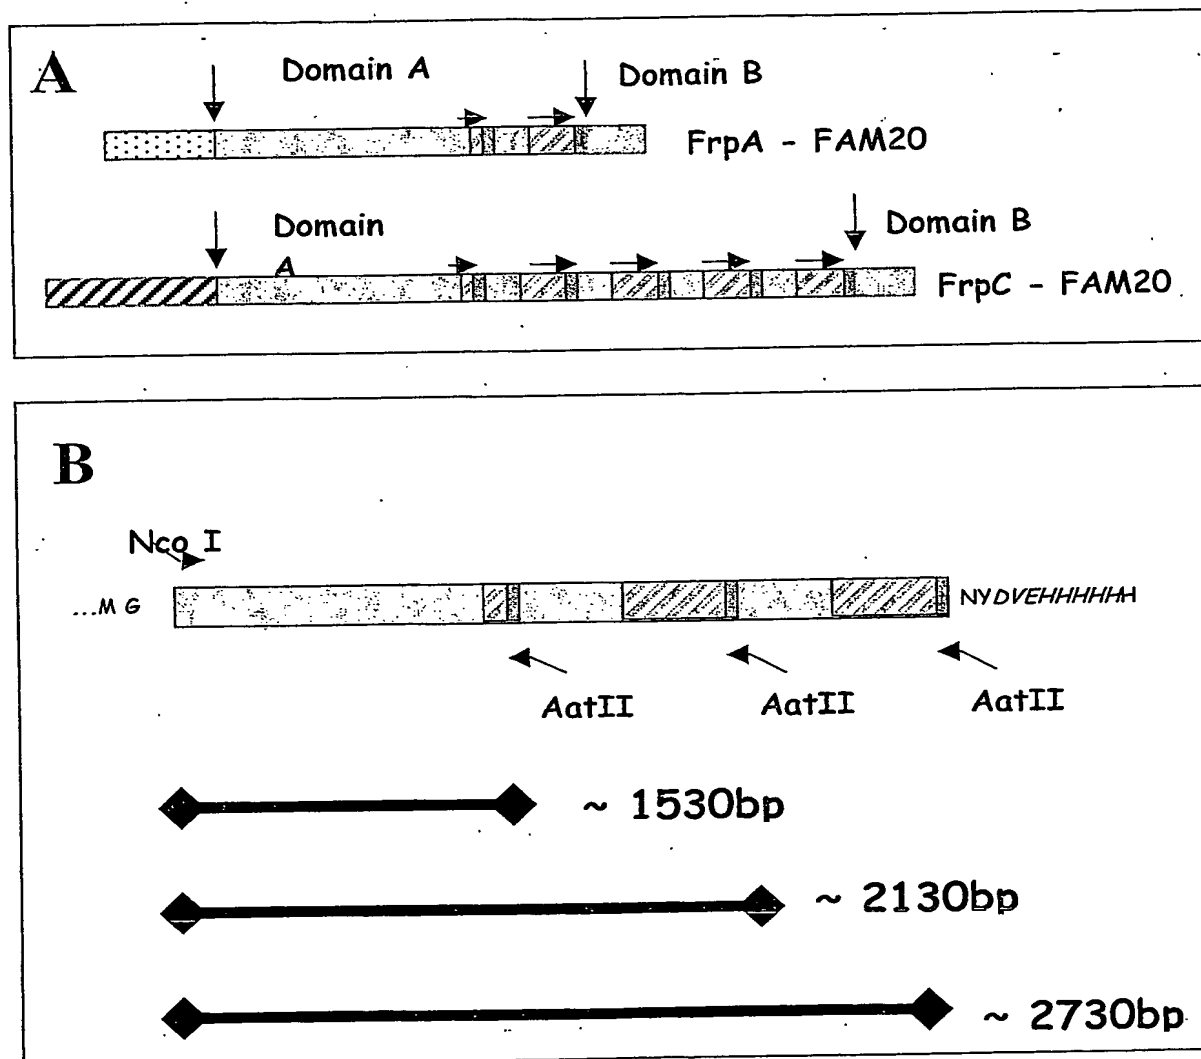 A
Domain A
Domain B
FrpA - FAM20
Domain
A
Domain B
FrpC - FAM20
B
Nco I
...M G
NYDVEHHHHHH
AatII
AatII
AatII
~ 1530bp
~ 2130bp
~ 2730bp